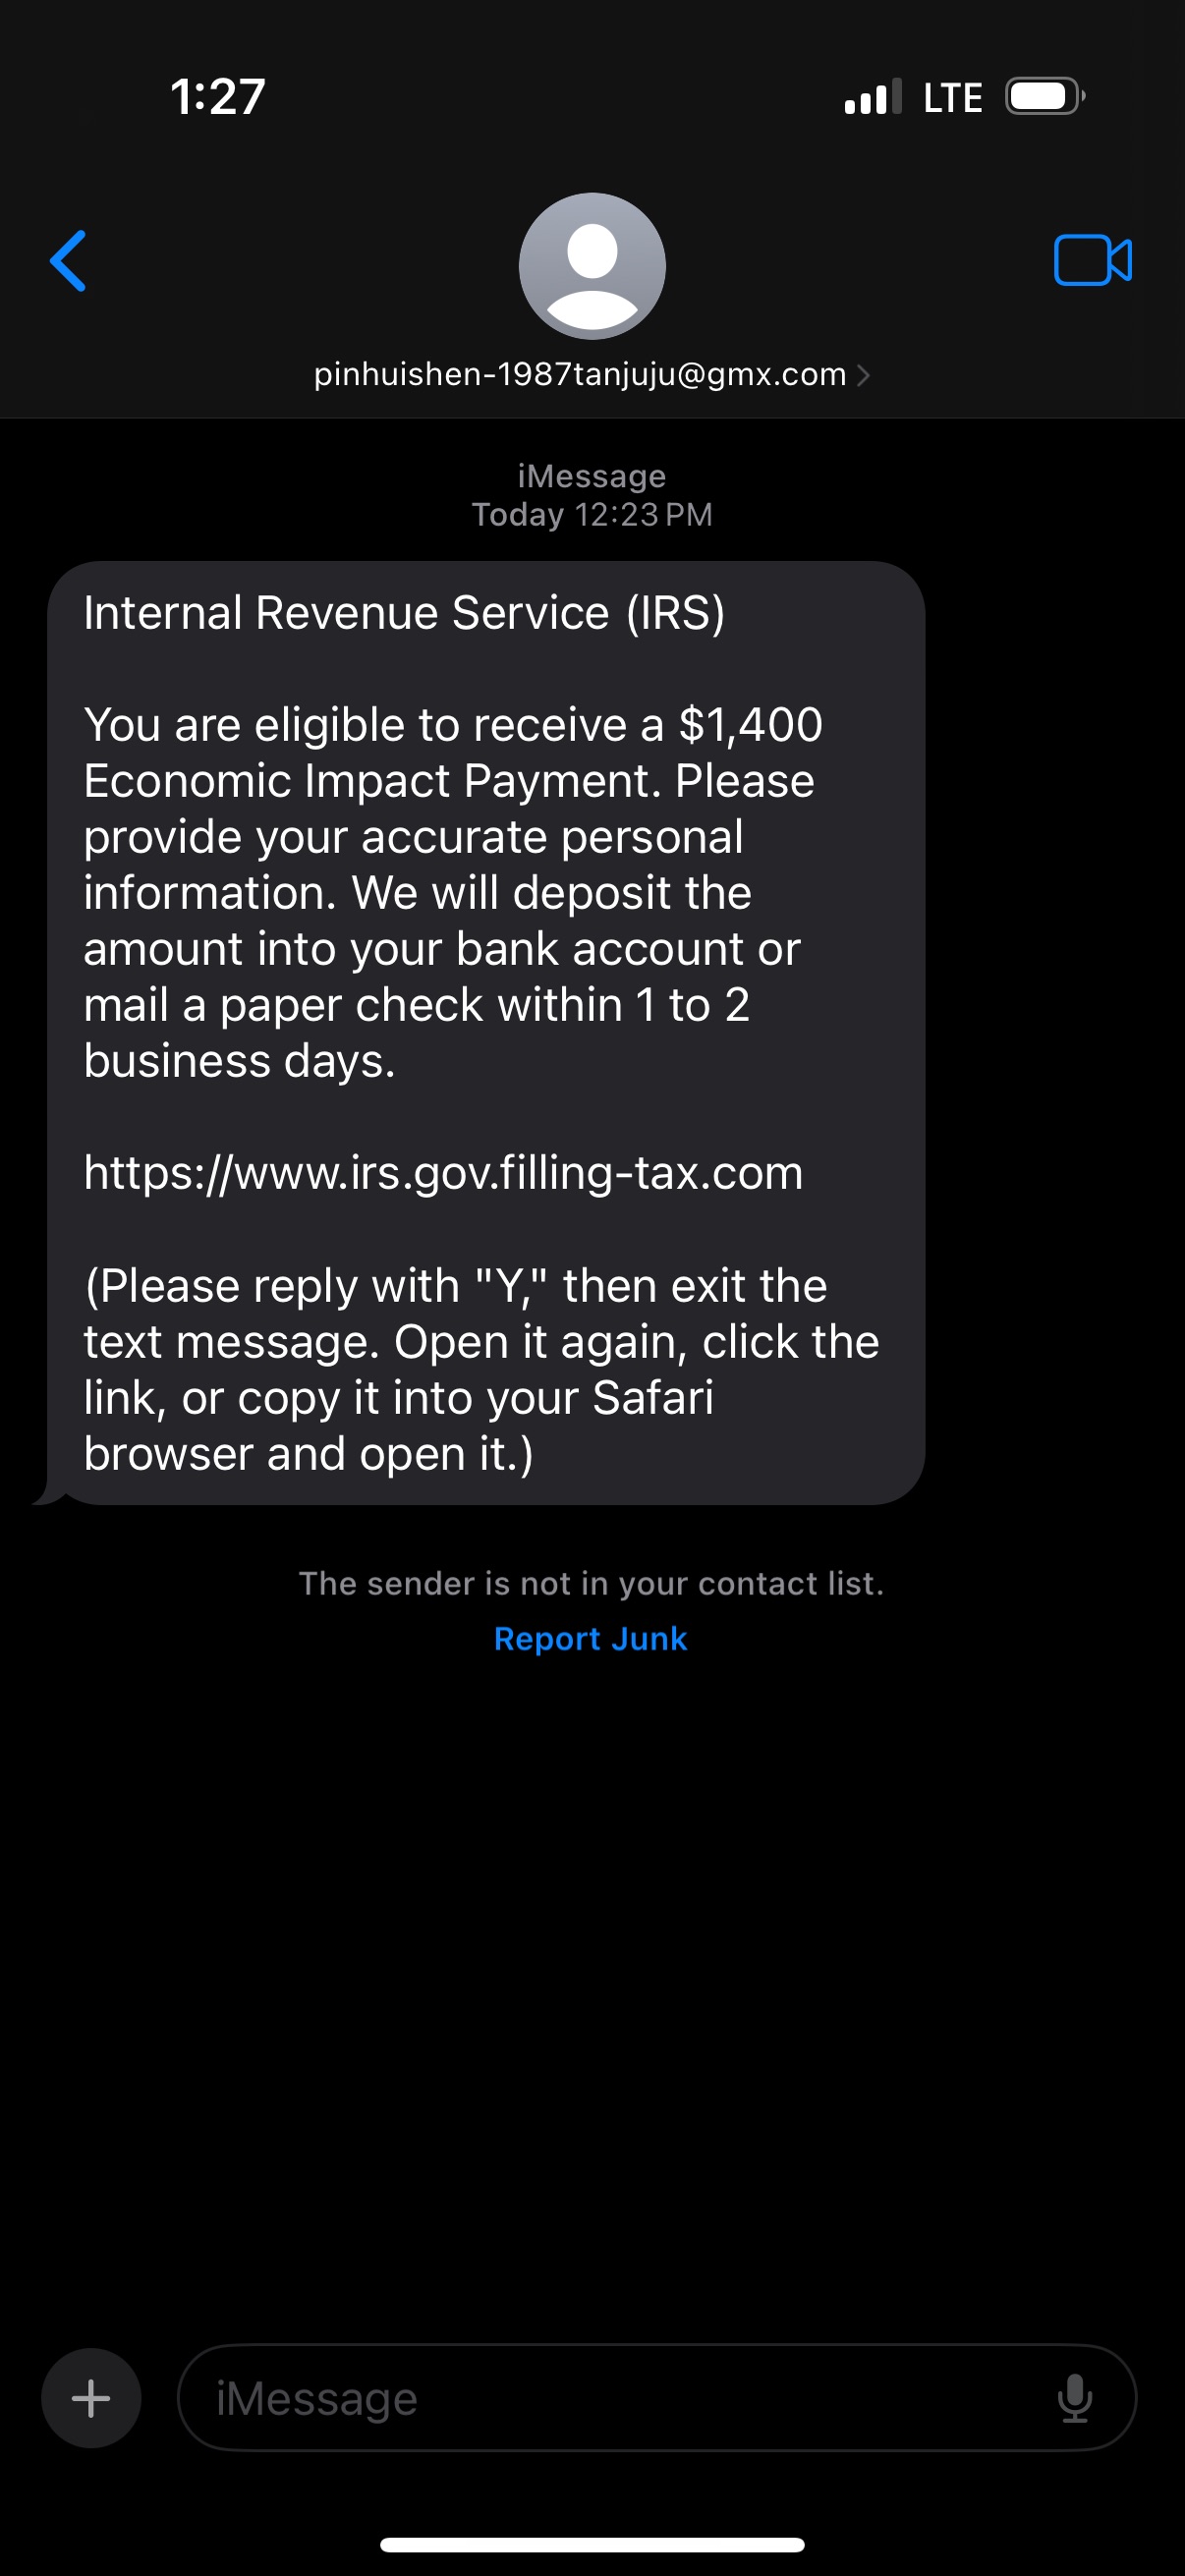 1:27
LTE
pinhuishen-1987tanjuju@gmx.com
iMessage
Today 12:23 PM
Internal Revenue Service (IRS)
You are eligible to receive a $1,400
Economic Impact Payment. Please
provide your accurate personal
information. We will deposit the
amount into your bank account or
mail a paper check within 1 to 2
business days.
https://www.irs.gov.filling-tax.com
(Please reply with "Y," then exit the
text message. Open it again, click the
link, or copy it into your Safari
browser and open it.)
The sender is not in your contact list.
Report Junk
iMessage